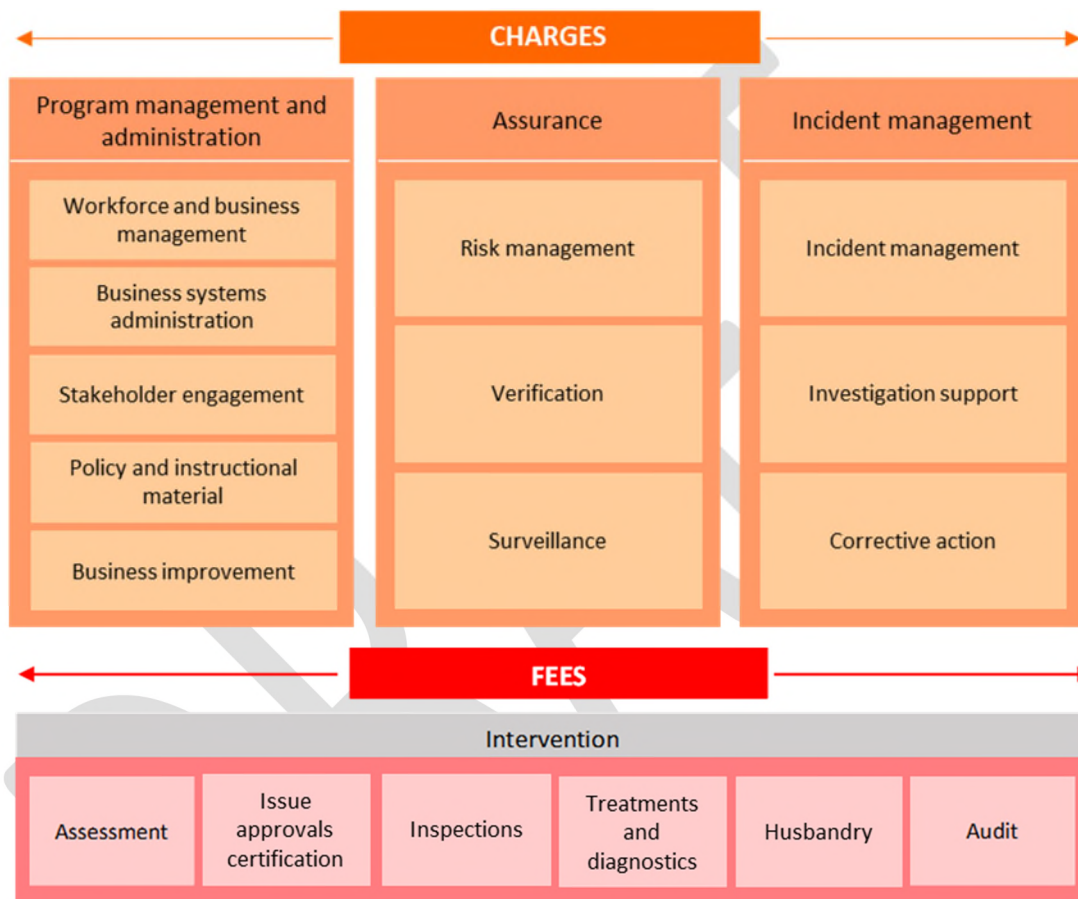 CHARGES
Program management and
administration
Workforce and business
management
Business systems
administration
Stakeholder engagement
Policy and instructional
material
Business improvement
Assurance
Risk management
Verification
Surveillance
Incident management
Incident management
Investigation support
Corrective action
FEES
Intervention
Assessment
Issue
approvals
certification
Inspections
Treatments
and
diagnostics
Husbandry
Audit